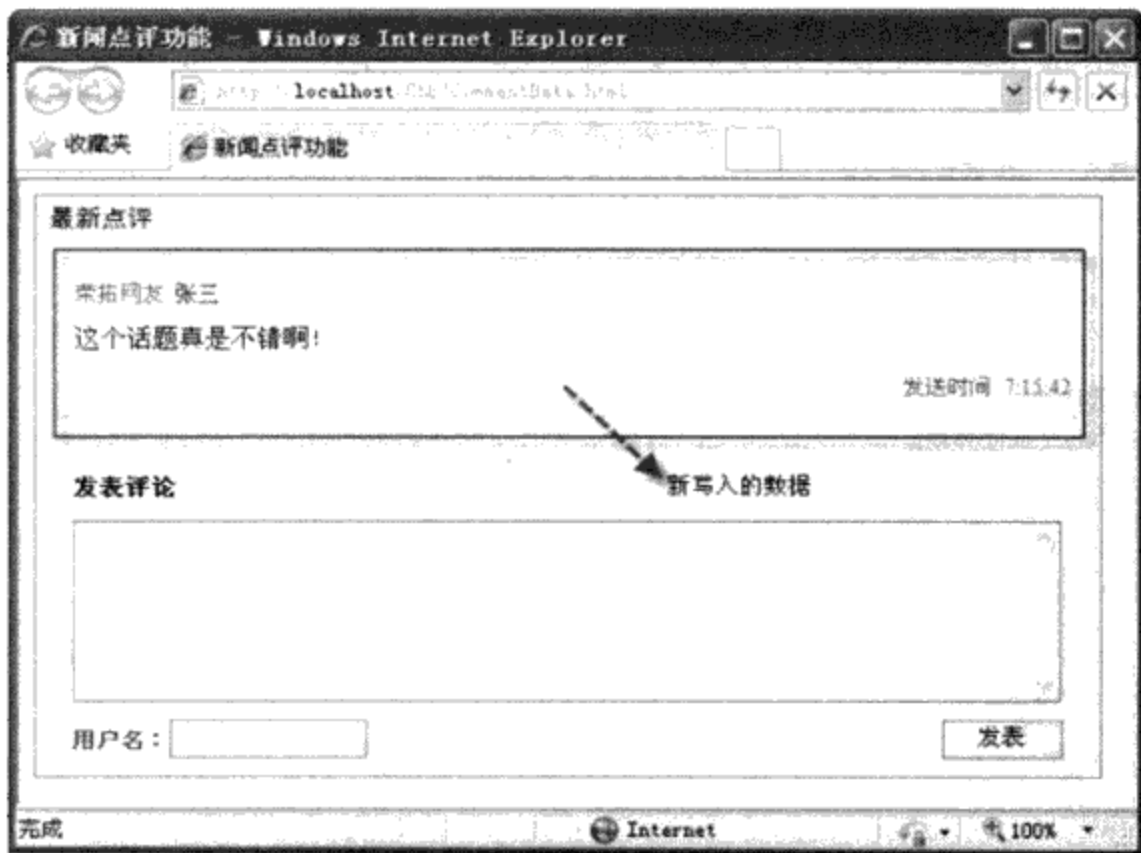 新闻点评功能 - Windows Internet Explorer
localhost
收藏夹 新闻点评功能
最新点评
荣拓网友 张三
这个话题真是不错啊!
发送时间 7:15:42
发表评论
新写入的数据
用户名:
发表
完成 Internet 100%